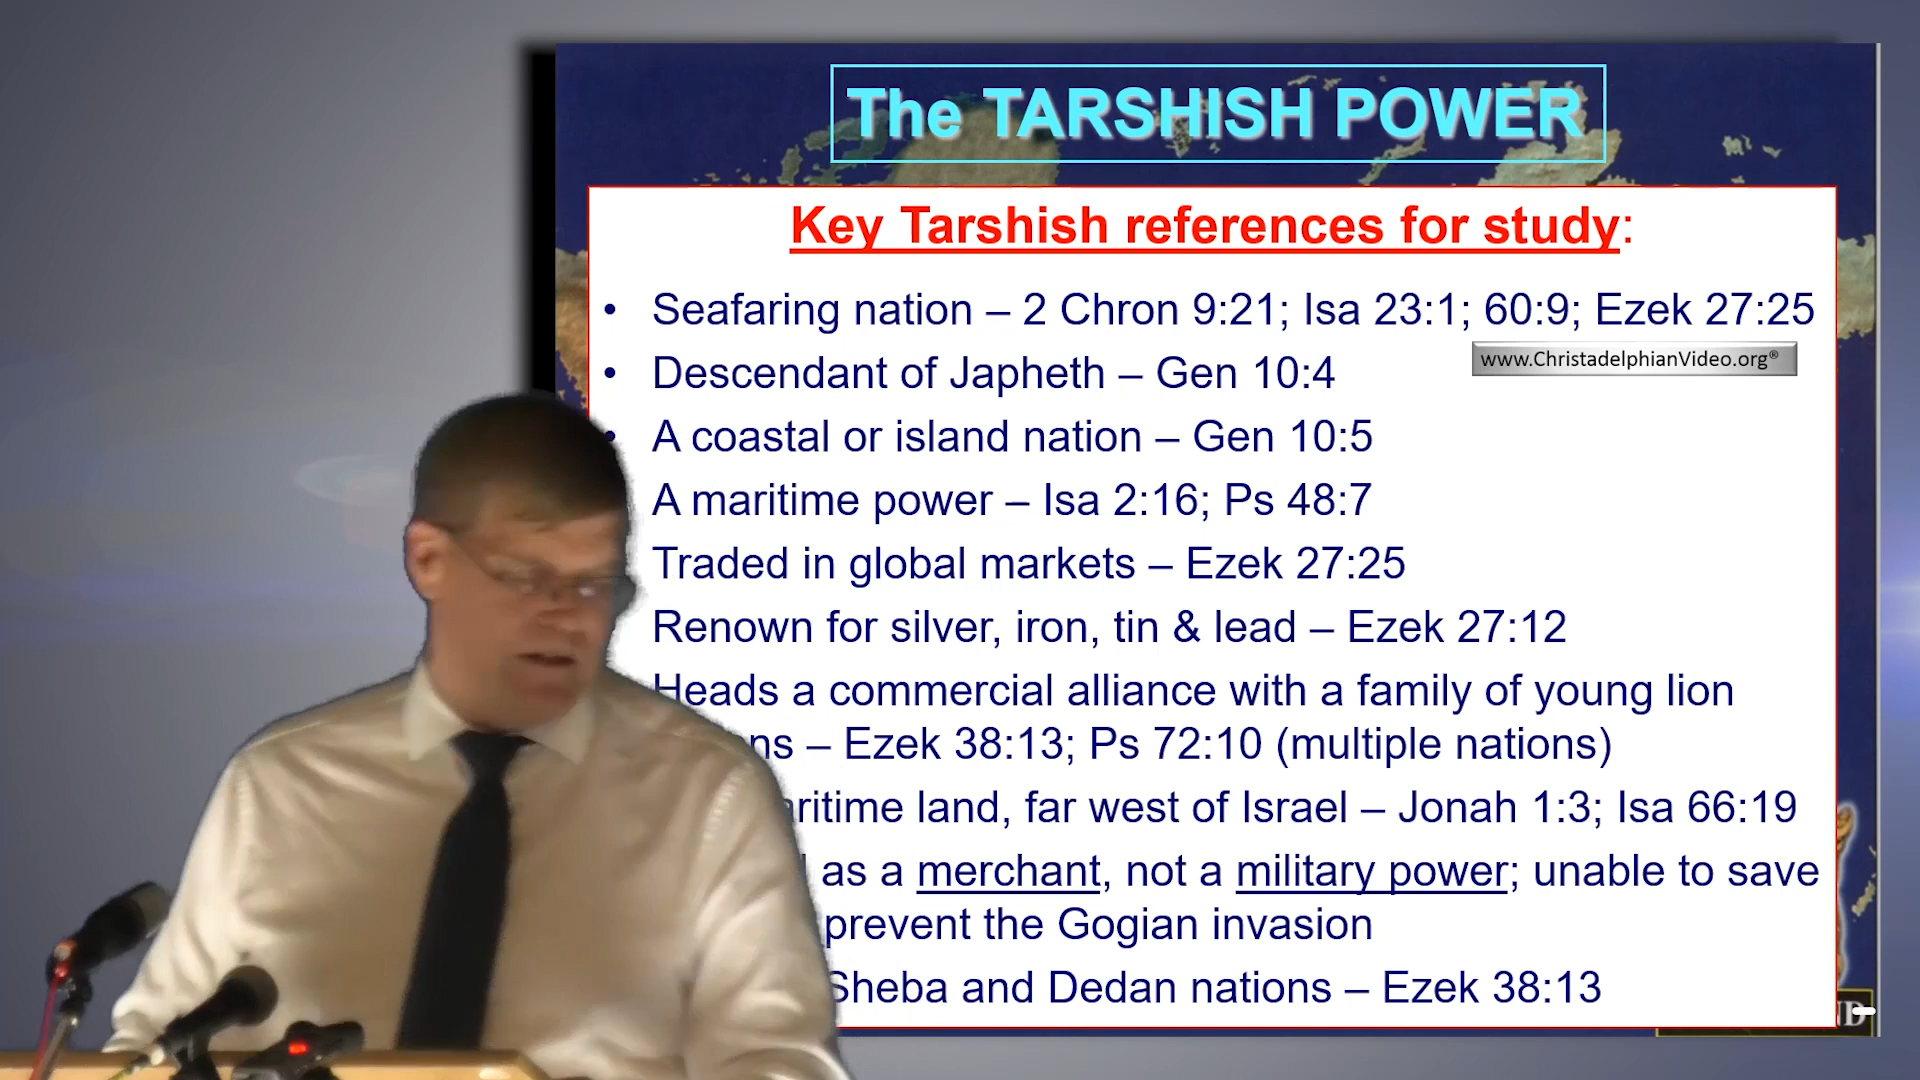 The TARSHISH POWER
Key Tarshish references for study:
• Seafaring nation – 2 Chron 9:21; Isa 23:1; 60:9; Ezek 27:25
www.ChristadelphianVideo.org®
• Descendant of Japheth – Gen 10:4
• A coastal or island nation – Gen 10:5
A maritime power – Isa 2:16; Ps 48:7
Traded in global markets – Ezek 27:25
Renown for silver, iron, tin & lead – Ezek 27:12
Heads a commercial alliance with a family of young lion
– Ezek 38:13; Ps 72:10 (multiple nations)
land, far west of Israel – Jonah 1:3; Isa 66:19
as a merchant, not a military power; unable to save
prevent the Gogian invasion
Sheba and Dedan nations – Ezek 38:13